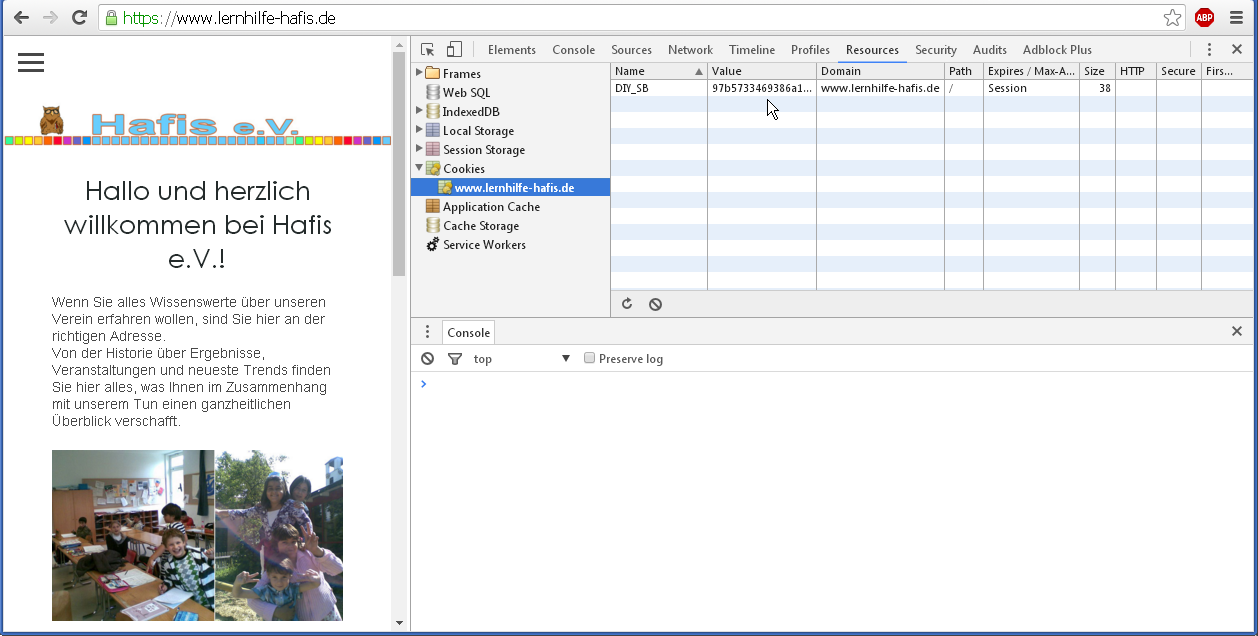 https://www.lernhilfe-hafis.de
ABP
Hafis e.V.
Hallo und herzlich
willkommen bei Hafis
e.V.!
Wenn Sie alles Wissenswerte über unseren
Verein erfahren wollen, sind Sie hier an der
richtigen Adresse.
Von der Historie über Ergebnisse,
Veranstaltungen und neueste Trends finden
Sie hier alles, was Ihnen im Zusammenhang
mit unserem Tun einen ganzheitlichen
Überblick verschafft.
Elements Console Sources Network Timeline Profiles Resources Security Audits Adblock Plus
Frames
Web SQL
IndexedDB
Local Storage
Session Storage
Cookies
www.lernhilfe-hafis.de
Application Cache
Cache Storage
Service Workers
Name Value Domain Path Expires / Max-A... Size HTTP Secure Firs...
DIY_SB 97b5733469386a1... www.lernhilfe-hafis.de / Session 38
Console
top Preserve log